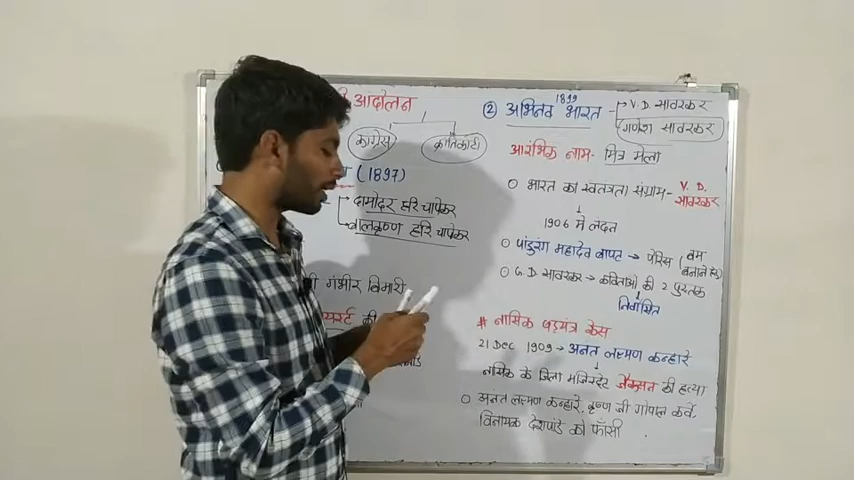 आंदोलन
कांग्रेस
क्रांतिकारी
(1897)
दामोदर हरि चापेकर
बालकृष्ण हरि चापेकर
गंभीर बिमारी
② अभिनव भारत - V. D. सावरकर
1899
गणेश सावरकर
आरंभिक नाम - मित्र मेला
भारत का स्वतंत्रता संग्राम - V. D. सावरकर
1906 में लंदन
पांडुरंग महादेव बापट → पेरिस (बम बनाने
G. D सावरकर → कविताओं की 2 पुस्तक
निर्वासित
# नासिक षड्यंत्र केस
21 Dec 1909 → अनंत लक्ष्मण कन्हारे
नासिक के जिला मजिस्ट्रेट जैक्सन की हत्या
अनंत लक्ष्मण कन्हारे, कृष्ण जी गोपाल कर्वे,
विनायक देशपांडे को फाँसी